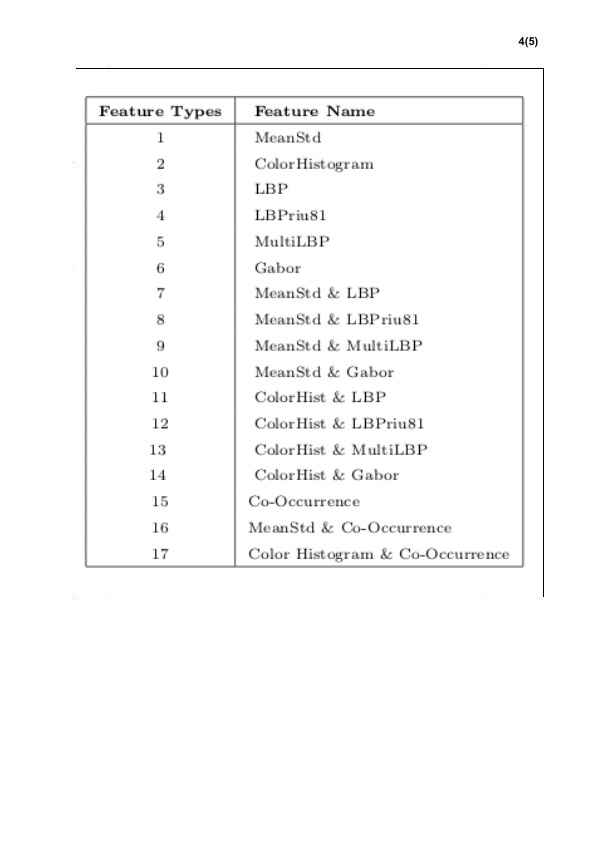 4(5)
Feature Types Feature Name
1 MeanStd
2 ColorHistogram
3 LBP
4 LBPriu81
5 MultiLBP
6 Gabor
7 MeanStd & LBP
8 MeanStd & LBPriu81
9 MeanStd & MultiLBP
10 MeanStd & Gabor
11 ColorHist & LBP
12 ColorHist & LBPriu81
13 ColorHist & MultiLBP
14 ColorHist & Gabor
15 Co-Occurrence
16 MeanStd & Co-Occurrence
17 Color Histogram & Co-Occurrence